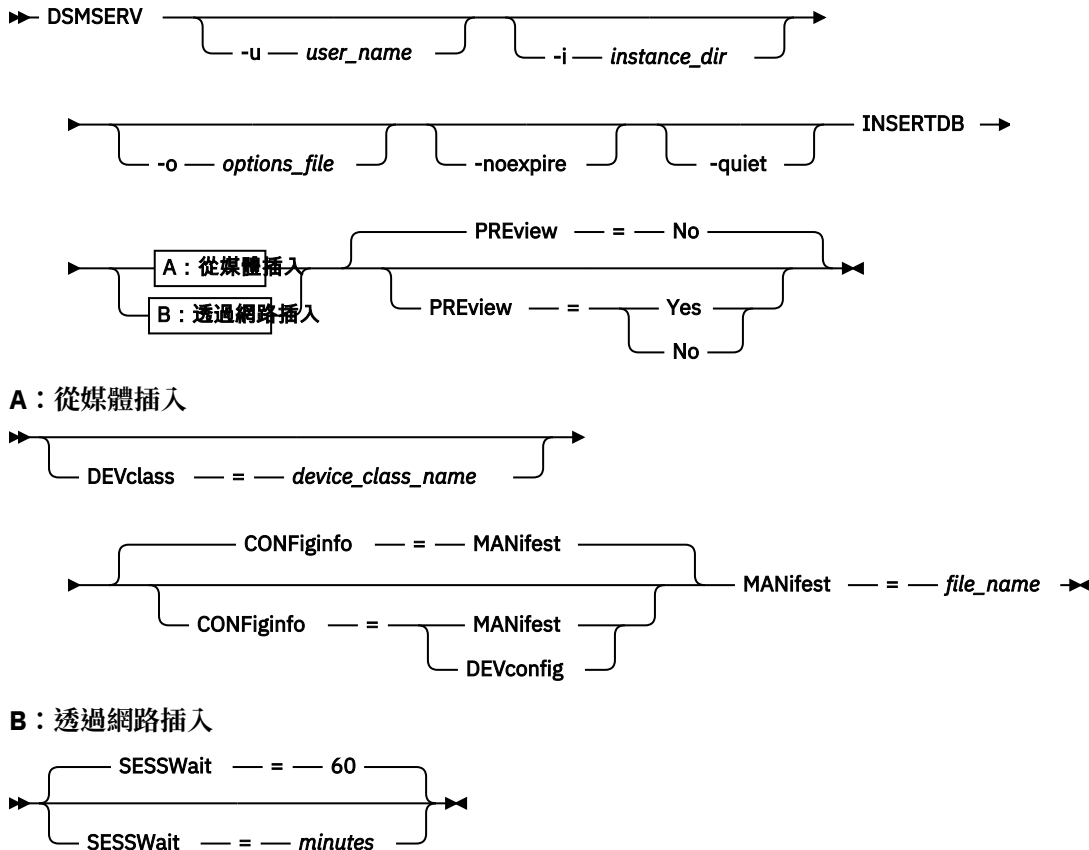 DSMSERV
-u user_name -i instance_dir
INSERTDB
-o options_file -noexpire -quiet
PREview = No
A：從媒體插入
B：透過網路插入
PREview = Yes
No
A：從媒體插入
DEVclass = device_class_name
CONFiginfo = MANifest
MANifest = file_name
CONFiginfo = MANifest
DEVconfig
B：透過網路插入
SESSWait = 60
SESSWait = minutes